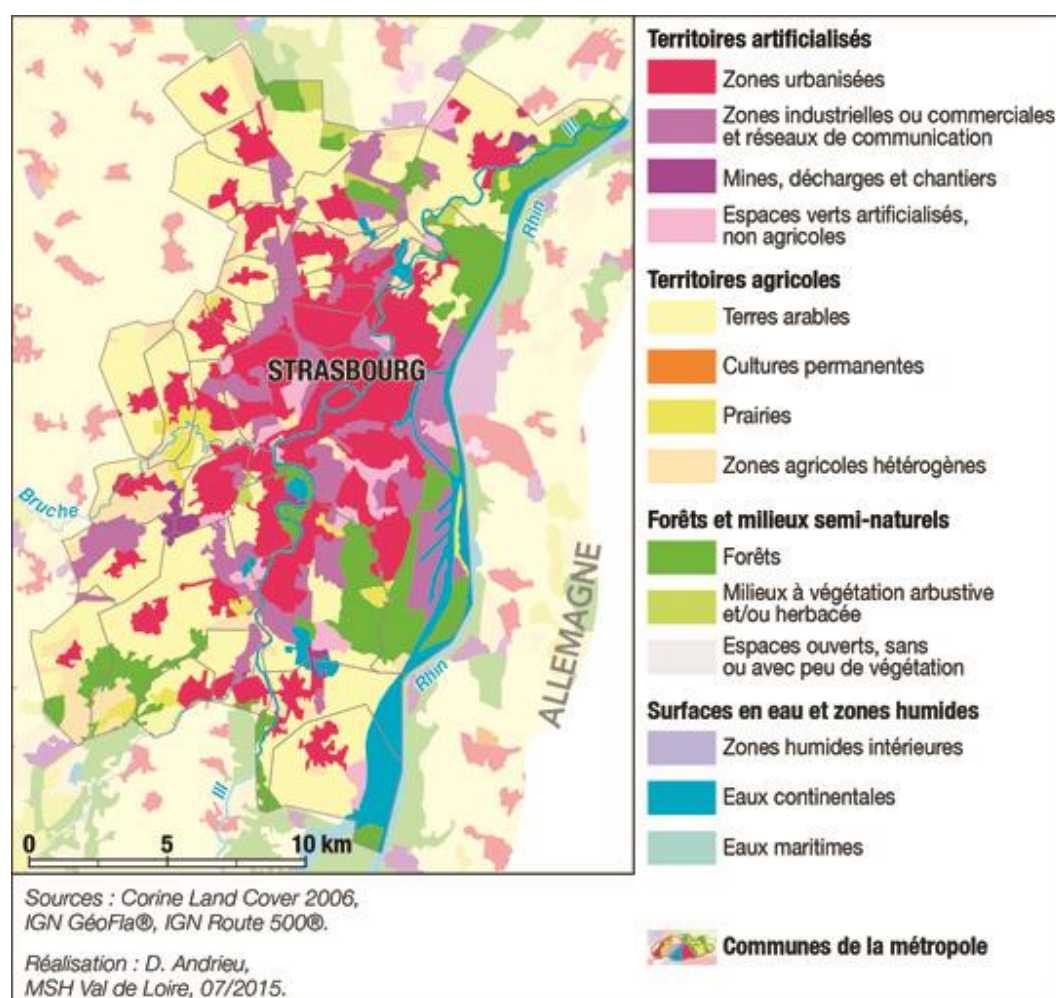 STRASBOURG
Ill
Rhin
Bruche
Rhin
Ill
ALLEMAGNE
0 5 10 km
Sources : Corine Land Cover 2006,
IGN GéoFla®, IGN Route 500®.
Réalisation : D. Andrieu,
MSH Val de Loire, 07/2015.
Territoires artificialisés
Zones urbanisées
Zones industrielles ou commerciales
et réseaux de communication
Mines, décharges et chantiers
Espaces verts artificialisés,
non agricoles
Territoires agricoles
Terres arables
Cultures permanentes
Prairies
Zones agricoles hétérogènes
Forêts et milieux semi-naturels
Forêts
Milieux à végétation arbustive
et/ou herbacée
Espaces ouverts, sans
ou avec peu de végétation
Surfaces en eau et zones humides
Zones humides intérieures
Eaux continentales
Eaux maritimes
Communes de la métropole